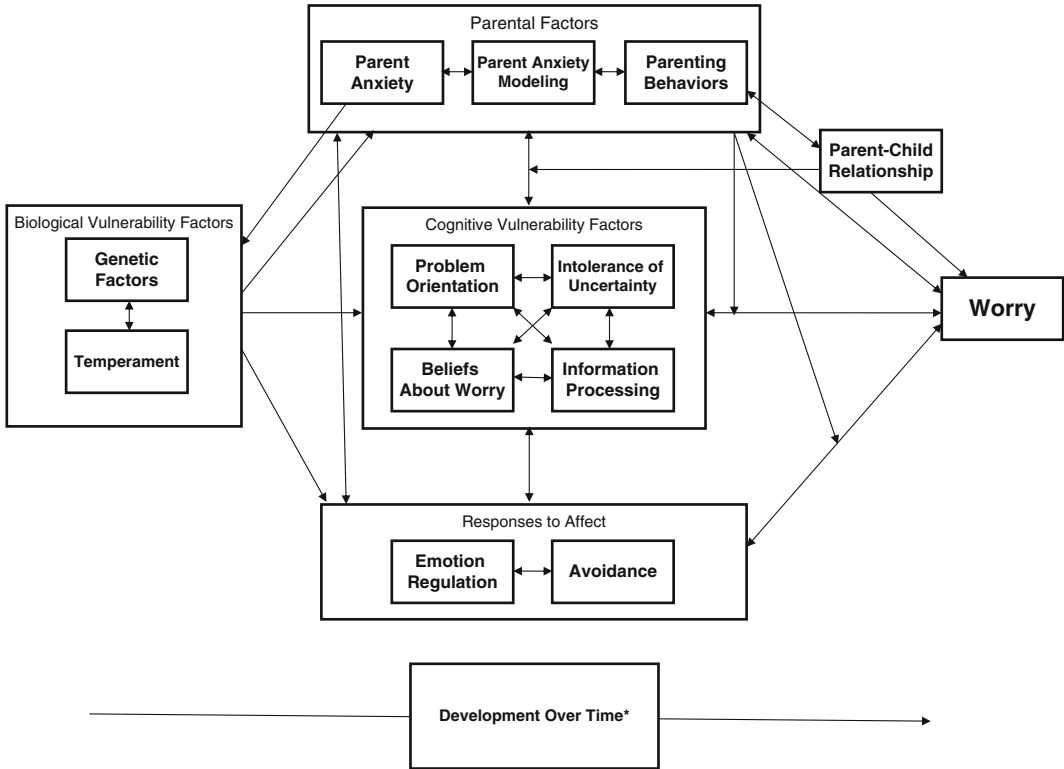 Parental Factors
Parent
Anxiety
Parent Anxiety
Modeling
Parenting
Behaviors
Parent-Child
Relationship
Biological Vulnerability Factors
Genetic
Factors
Temperament
Cognitive Vulnerability Factors
Problem
Orientation
Intolerance of
Uncertainty
Beliefs
About Worry
Information
Processing
Worry
Responses to Affect
Emotion
Regulation
Avoidance
Development Over Time*